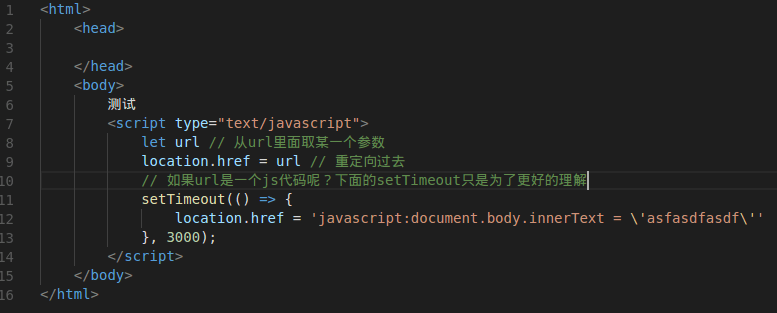 1 <html>
2 <head>
3
4 </head>
5 <body>
6 测试
7 <script type="text/javascript">
8 let url // 从url里面取某一个参数
9 location.href = url // 重定向过去
10 // 如果url是一个js代码呢？下面的setTimeout只是为了更好的理解
11 setTimeout(() => {
12 location.href = 'javascript:document.body.innerText = \'asfasdfasdf\''
13 }, 3000);
14 </script>
15 </body>
16 </html>